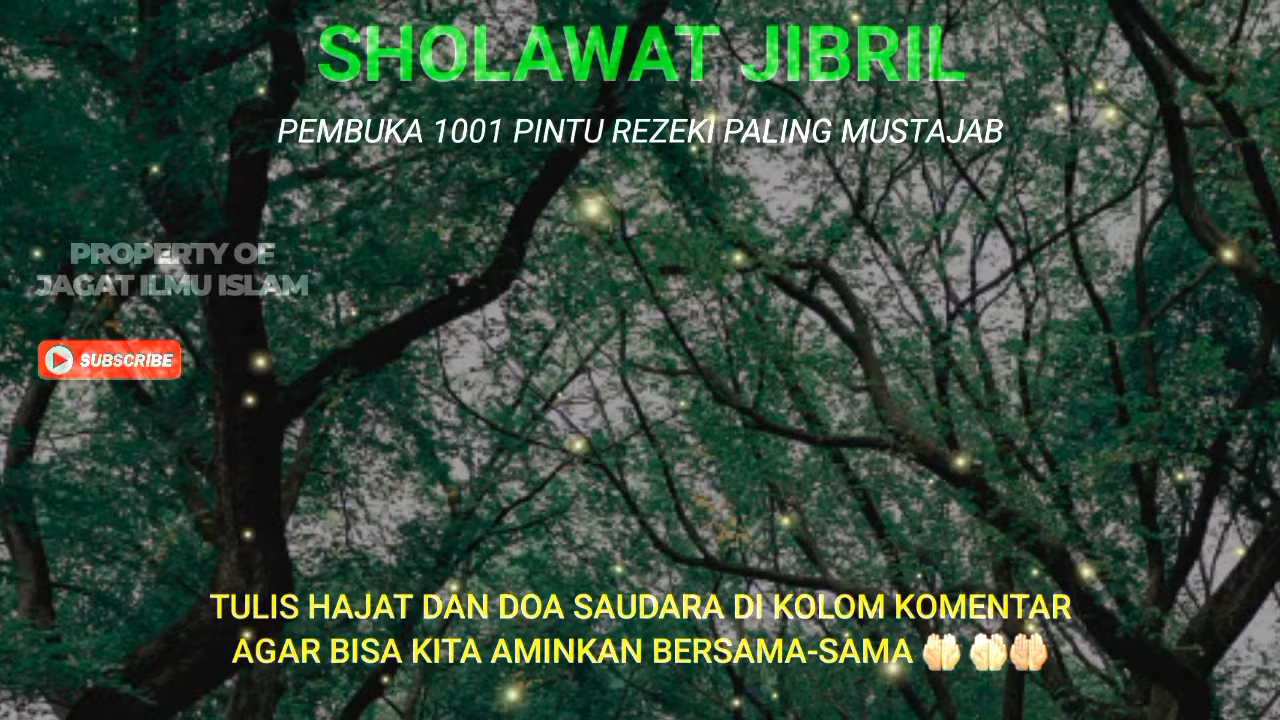 SHOLAWAT JIBRIL
PEMBUKA 1001 PINTU REZEKI PALING MUSTAJAB
PROPERTY OF
JAGAT ILMU ISLAM
SUBSCRIBE
TULIS HAJAT DAN DOA SAUDARA DI KOLOM KOMENTAR
AGAR BISA KITA AMINKAN BERSAMA-SAMA 🤲🏻 🤲🏻🤲🏻